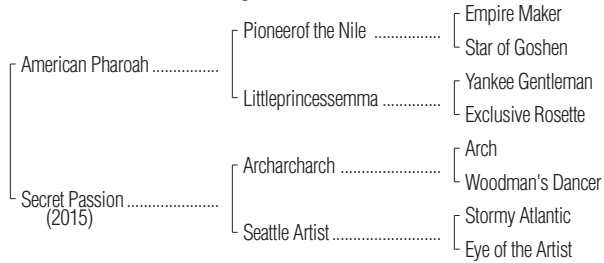 Empire Maker
Pioneerof the Nile ................
Star of Goshen
American Pharoah ................
Yankee Gentleman
Littleprincessemma ..............
Exclusive Rosette
Arch
Archarcharch ......................
Woodman's Dancer
Secret Passion .....................
(2015)
Stormy Atlantic
Seattle Artist.........................
Eye of the Artist